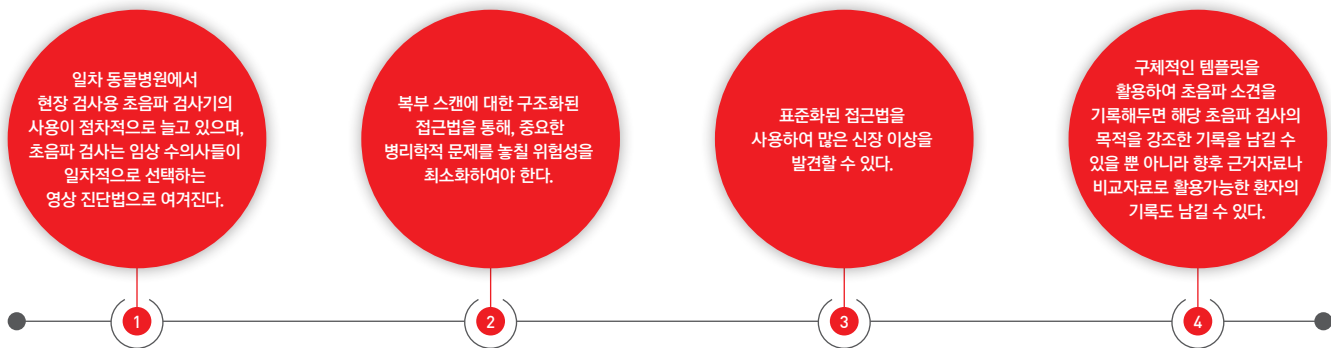 일차 동물병원에서
현장 검사용 초음파 검사기의
사용이 점차적으로 늘고 있으며,
초음파 검사는 임상 수의사들이
일차적으로 선택하는
영상 진단법으로 여겨진다.
복부 스캔에 대한 구조화된
접근법을 통해, 중요한
병리학적 문제를 놓칠 위험성을
최소화하여야 한다.
표준화된 접근법을
사용하여 많은 신장 이상을
발견할 수 있다.
구체적인 템플릿을
활용하여 초음파 소견을
기록해두면 해당 초음파 검사의
목적을 강조한 기록을 남길 수
있을 뿐 아니라 향후 근거자료나
비교자료로 활용가능한 환자의
기록도 남길 수 있다.
1
2
3
4